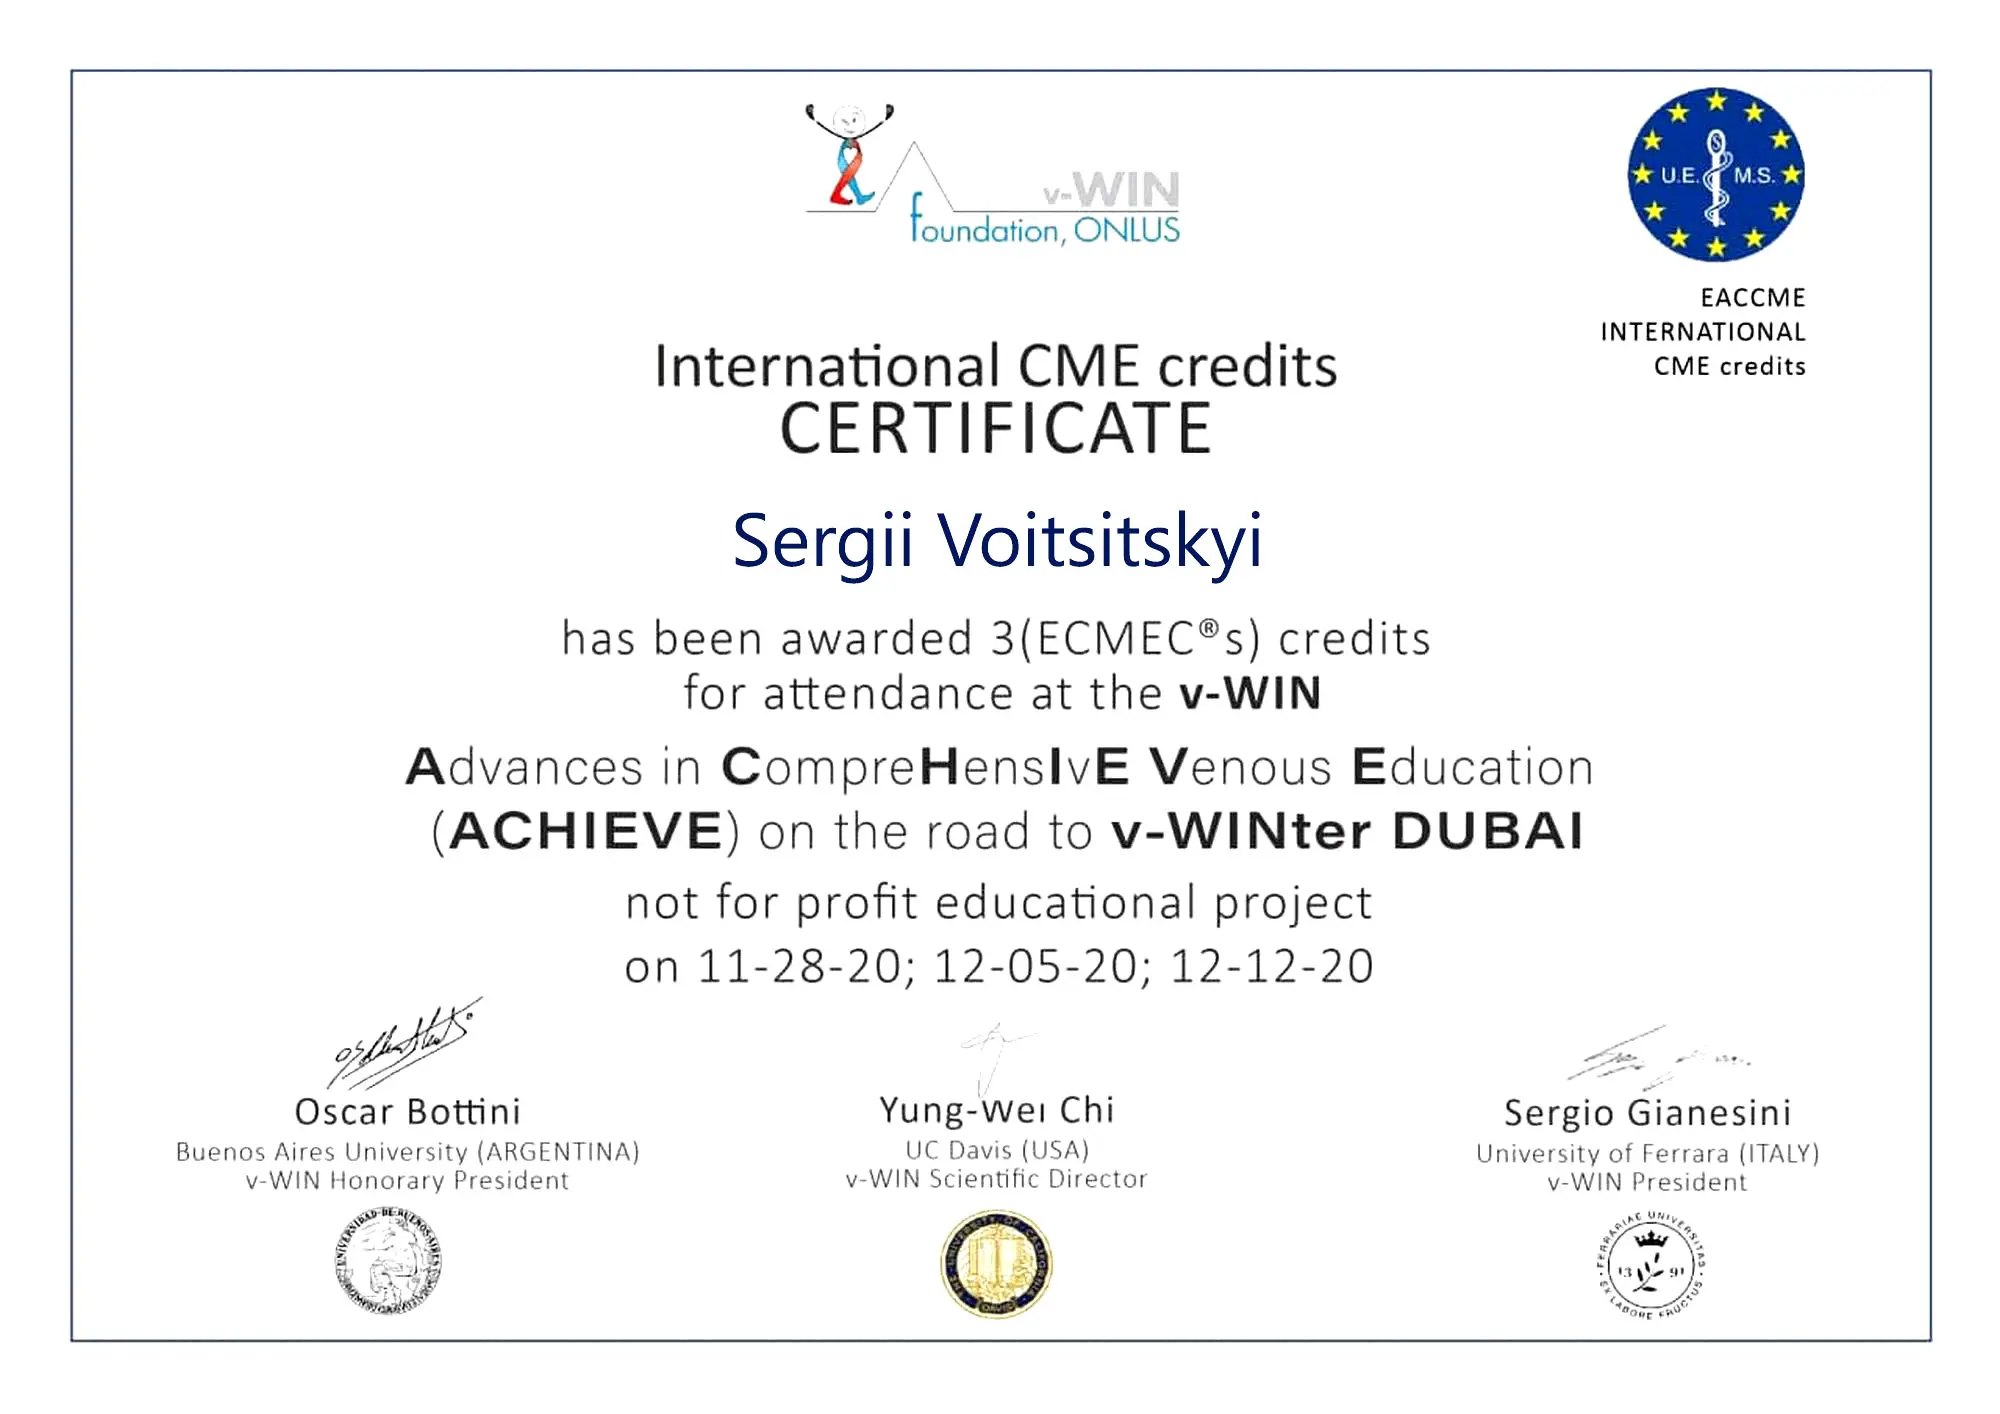 v-WIN
foundation, ONLUS
U.E. M.S.
EACCME
INTERNATIONAL
CME credits
International CME credits
CERTIFICATE
Sergii Voitsitskyi
has been awarded 3(ECMEC®s) credits
for attendance at the v-WIN
Advances in CompreHensIvE Venous Education
(ACHIEVE) on the road to v-WINter DUBAI
not for profit educational project
on 11-28-20; 12-05-20; 12-12-20
Oscar Bottini
Buenos Aires University (ARGENTINA)
v-WIN Honorary President
Yung-Wei Chi
UC Davis (USA)
v-WIN Scientific Director
Sergio Gianesini
University of Ferrara (ITALY)
v-WIN President
UNIVERSIDAD·DE·BUENOS·AIRES
THE UNIVERSITY OF CALIFORNIA
DAVIS
FERRARIAE UNIVERSITAS
1391
EX LABORE FRUCTUS